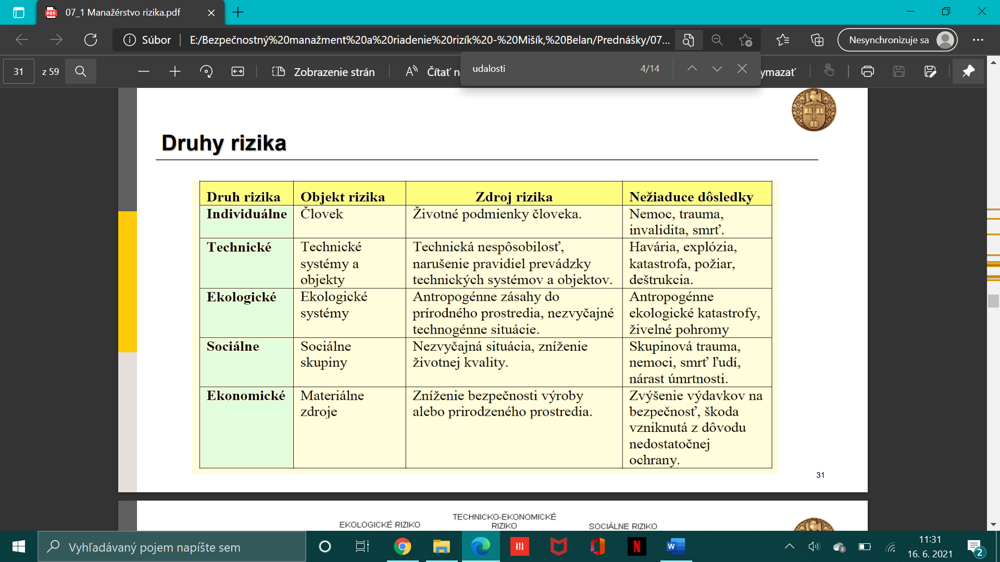 07_1 Manažérstvo rizika.pdf
Súbor
E:/Bezpečnostný%20manažment%20a%20riadenie%20rizík%20-%20Mišík,%20Belan/Prednášky/07...
Nesynchronizuje sa
31 z 59
Zobrazenie strán
Čítať n
udalosti
4/14
ymazať
Druhy rizika
Druh rizika
Objekt rizika
Zdroj rizika
Nežiaduce dôsledky
Individuálne
Človek
Životné podmienky človeka.
Nemoc, trauma,
invalidita, smrť.
Technické
Technické
systémy a
objekty
Technická nespôsobilosť,
narušenie pravidiel prevádzky
technických systémov a objektov.
Havária, explózia,
katastrofa, požiar,
deštrukcia.
Ekologické
Ekologické
systémy
Antropogénne zásahy do
prírodného prostredia, nezvyčajné
technogénne situácie.
Antropogénne
ekologické katastrofy,
živelné pohromy
Sociálne
Sociálne
skupiny
Nezvyčajná situácia, zníženie
životnej kvality.
Skupinová trauma,
nemoci, smrť ľudí,
nárast úmrtnosti.
Ekonomické
Materiálne
zdroje
Zníženie bezpečnosti výroby
alebo prirodzeného prostredia.
Zvýšenie výdavkov na
bezpečnosť, škoda
vzniknutá z dôvodu
nedostatočnej
ochrany.
31
EKOLOGICKÉ RIZIKO
TECHNICKO-EKONOMICKÉ
RIZIKO
SOCIÁLNE RIZIKO
Vyhľadávaný pojem napíšte sem
11:31
16. 6. 2021
2